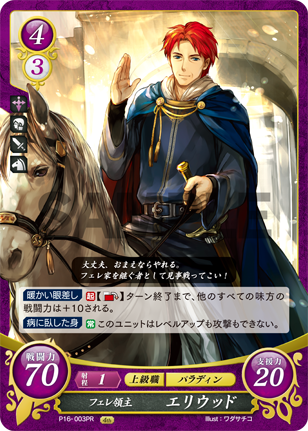 4
3
大丈夫、おまえならやれる。
フェレ家を継ぐ者として見事戦ってこい！
暖かい眼差し 起【】ターン終了まで、他のすべての味方の
戦闘力は＋10される。
病に臥した身 常 このユニットはレベルアップも攻撃もできない。
戦闘力
70
射程 1 上級職 パラディン
支援力
20
フェレ領主 エリウッド
P16-003PR Illust：ワダサチコ